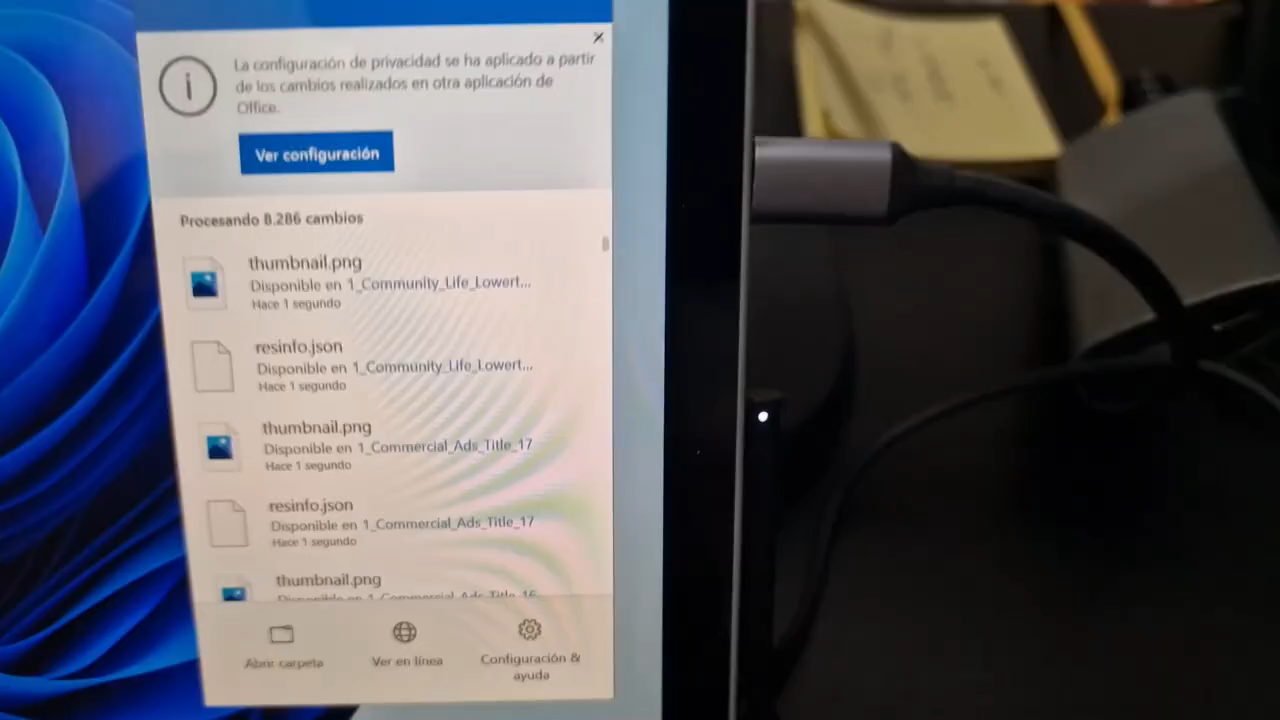 La configuración de privacidad se ha aplicado a partir
de los cambios realizados en otra aplicación de
Office.
Ver configuración
Procesando 8.286 cambios
thumbnail.png
Disponible en 1_Community_Life_Lowert...
Hace 1 segundo
resinfo.json
Disponible en 1_Community_Life_Lowert...
Hace 1 segundo
thumbnail.png
Disponible en 1_Commercial_Ads_Title_17
Hace 1 segundo
resinfo.json
Disponible en 1_Commercial_Ads_Title_17
Hace 1 segundo
thumbnail.png
Disponible en 1_Commercial_Ads_Title_16
Abrir carpeta
Ver en línea
Configuración &
ayuda